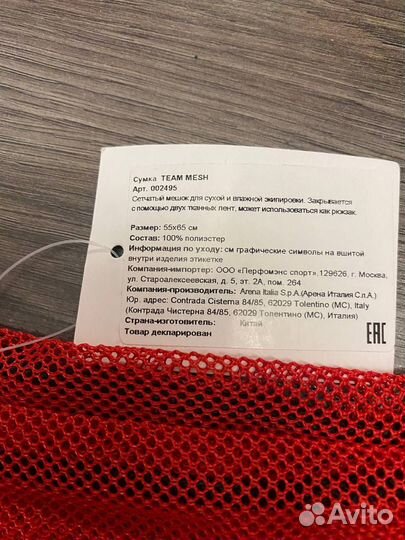 Сумка TEAM MESH
Арт. 002495
Сетчатый мешок для сухой и влажной экипировки. Закрывается
с помощью двух тканных лент, может использоваться как рюкзак.
Размер: 55х65 см
Состав: 100% полиэстер
Информация по уходу: см графические символы на вшитой
внутри изделия этикетке
Компания-импортер: ООО «Перфомэнс спорт».129626. г. Москва,
ул. Староалексеевская, д. 5, эт. 2А, пом. 264
Компания-производитель: Arena Italia S.p.A.(Арена Италия С.п.А.)
Юр. адрес: Contrada Cisterna 84/85, 62029 Tolentino (MC), Italy
(Контрада Чистерна 84/85, 62029 Толентино (МС), Италия)
Страна-изготовитель: Китай
Товар декларирован
ЕАС
Avito